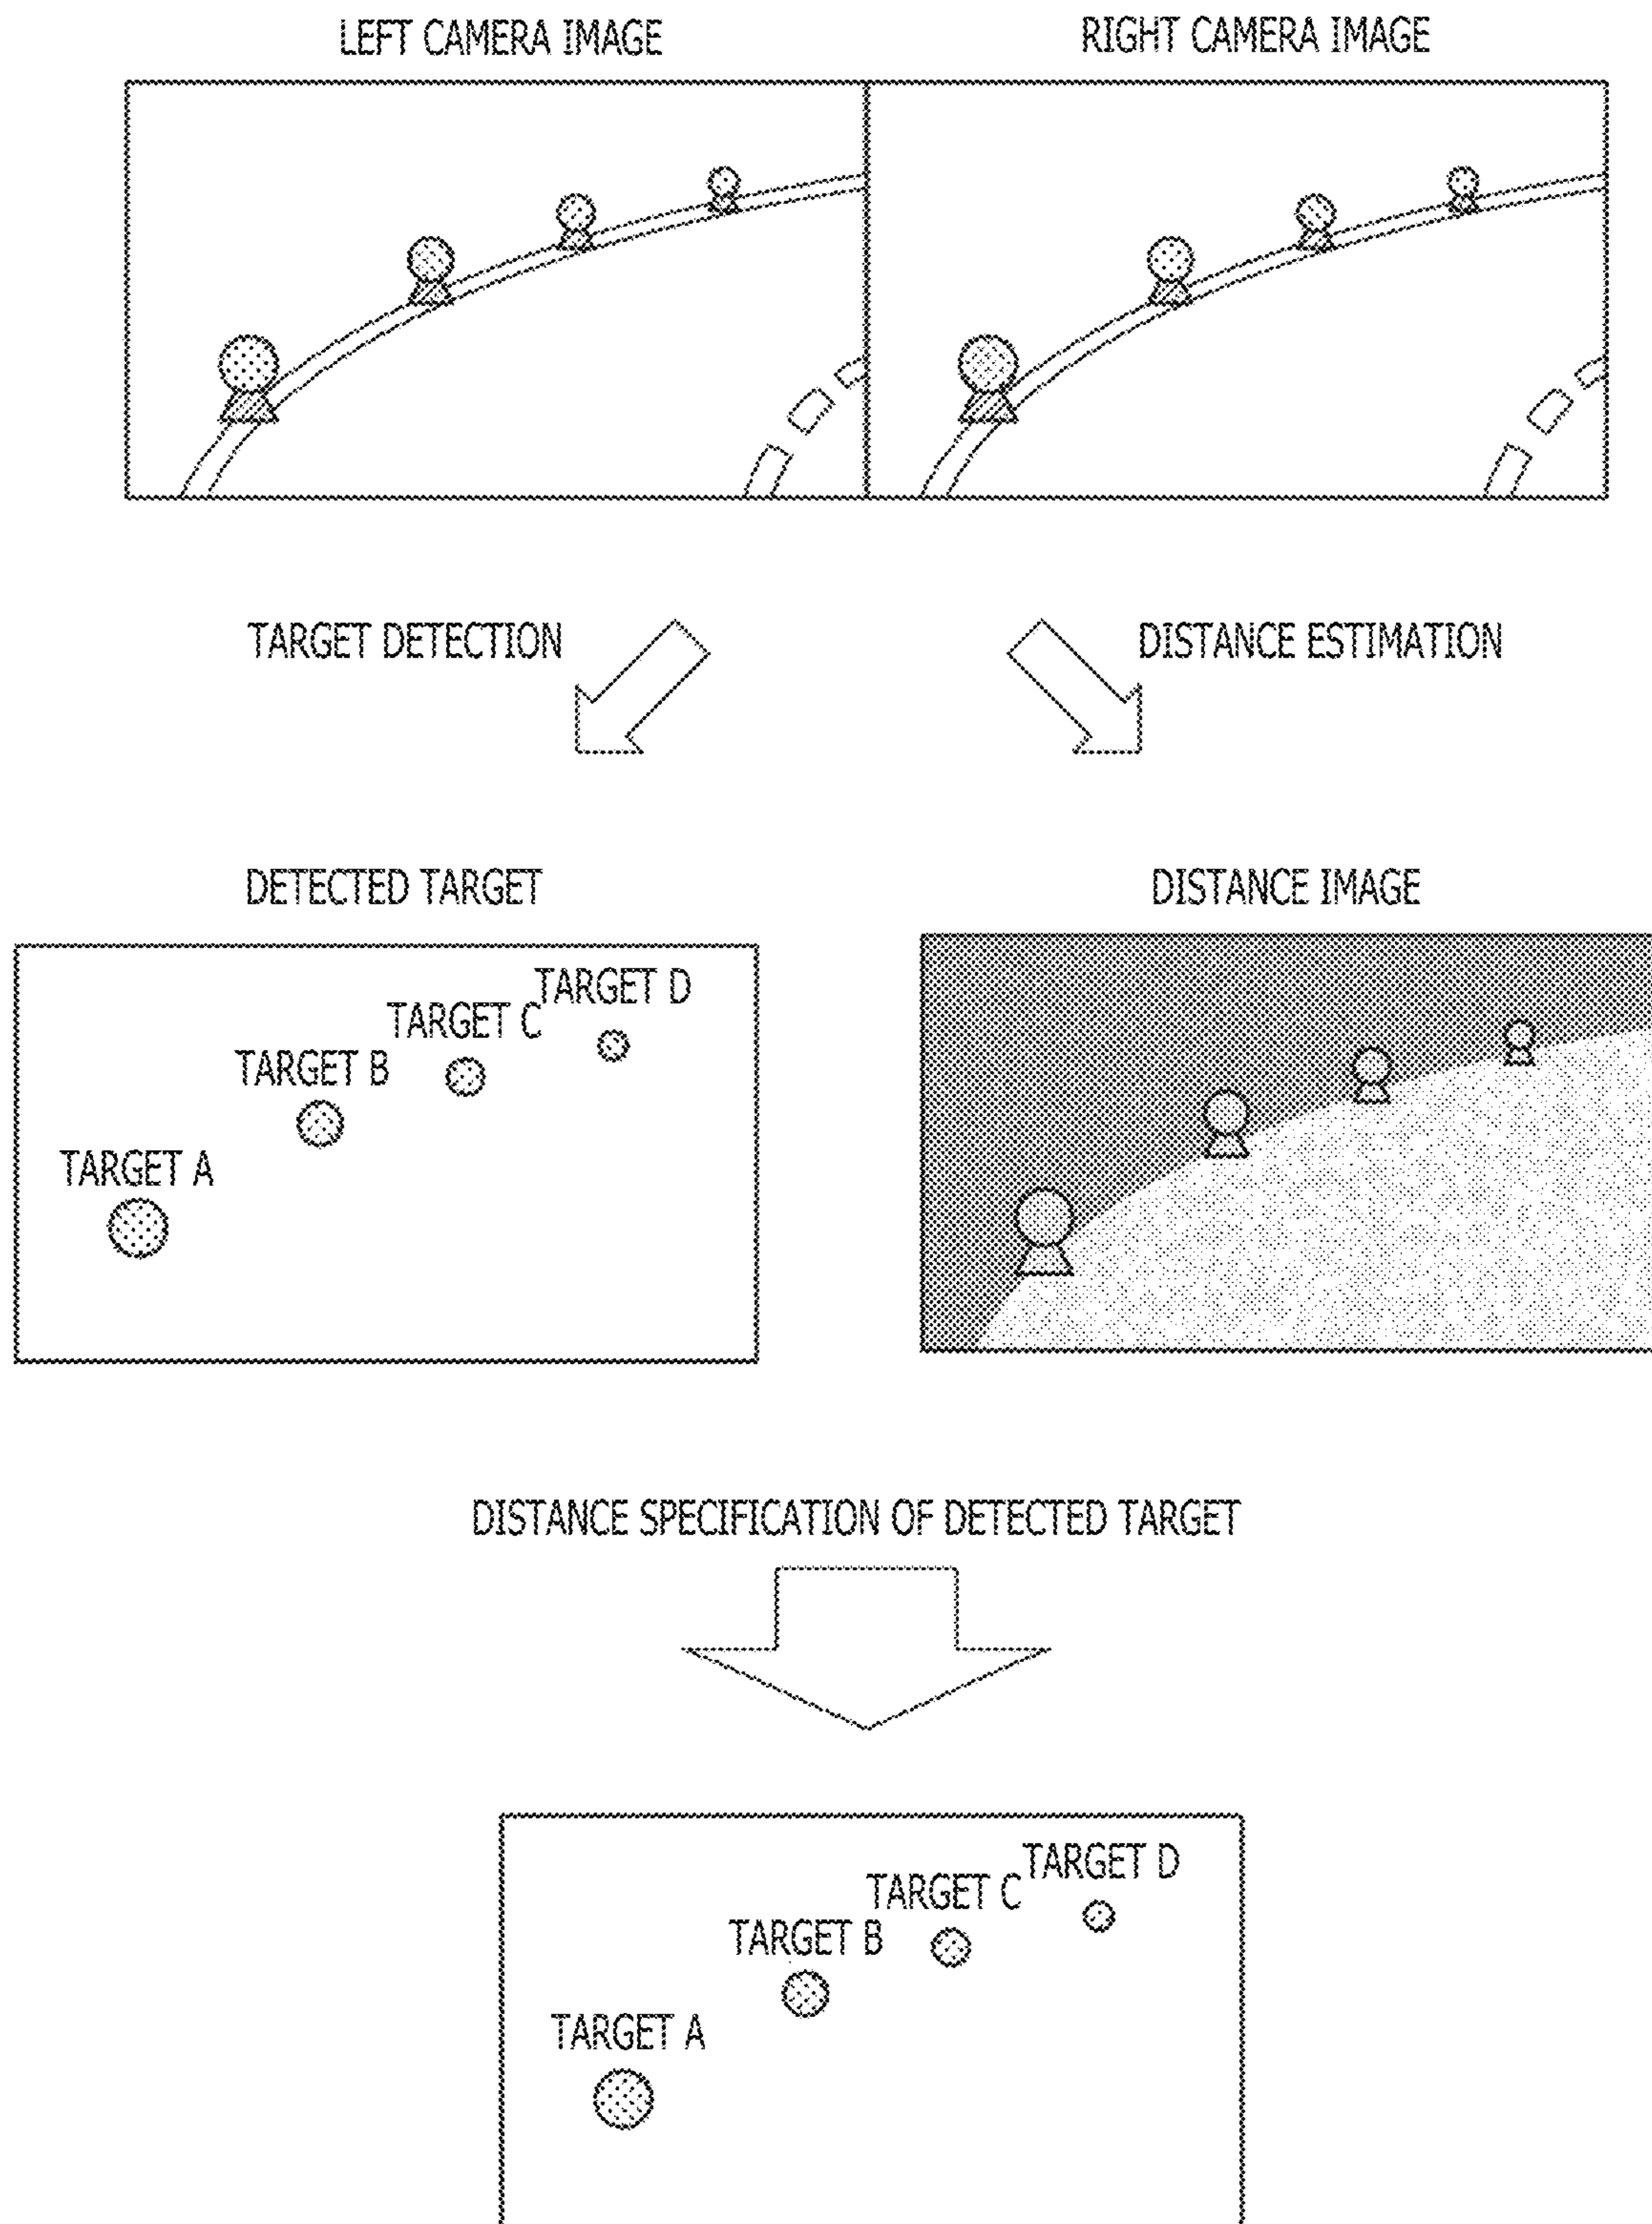 LEFT CAMERA IMAGE
RIGHT CAMERA IMAGE
TARGET DETECTION
DISTANCE ESTIMATION
DETECTED TARGET
DISTANCE IMAGE
TARGET D
TARGET C
TARGET B
TARGET A
DISTANCE SPECIFICATION OF DETECTED TARGET
TARGET D
TARGET C
TARGET B
TARGET A